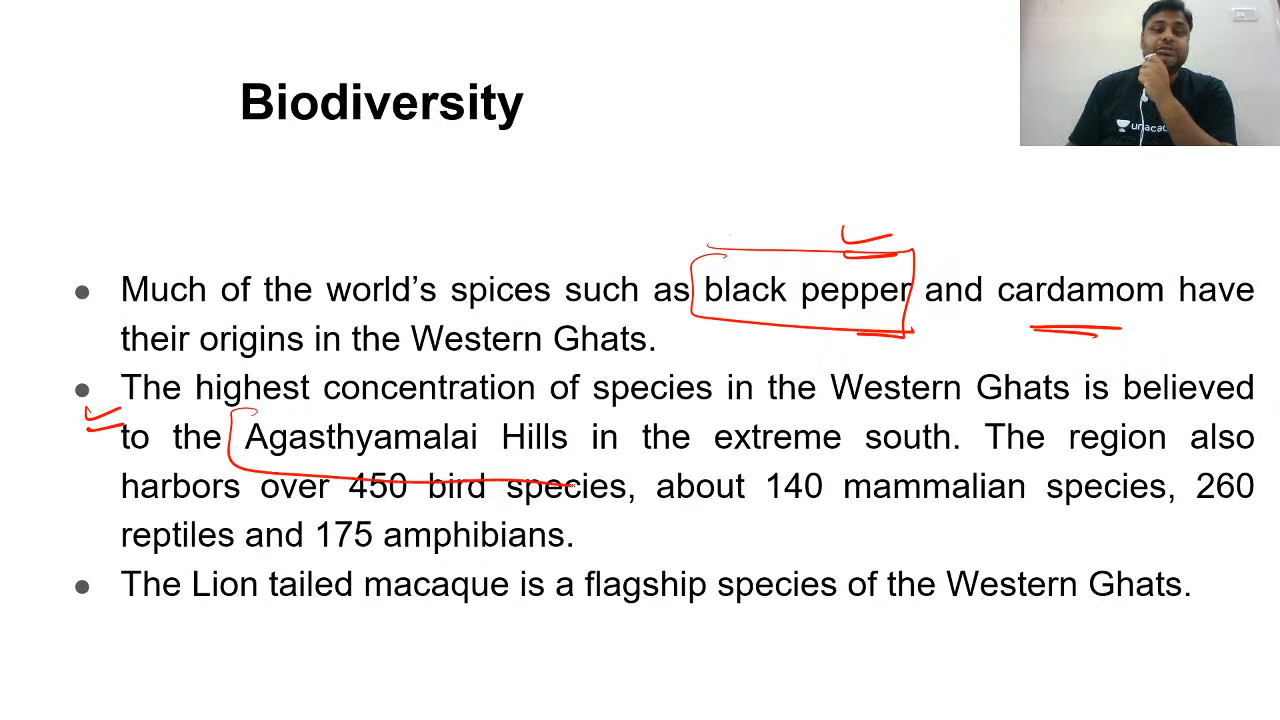 Biodiversity
● Much of the world’s spices such as black pepper and cardamom have
their origins in the Western Ghats.
● The highest concentration of species in the Western Ghats is believed
to the Agasthyamalai Hills in the extreme south. The region also
harbors over 450 bird species, about 140 mammalian species, 260
reptiles and 175 amphibians.
● The Lion tailed macaque is a flagship species of the Western Ghats.